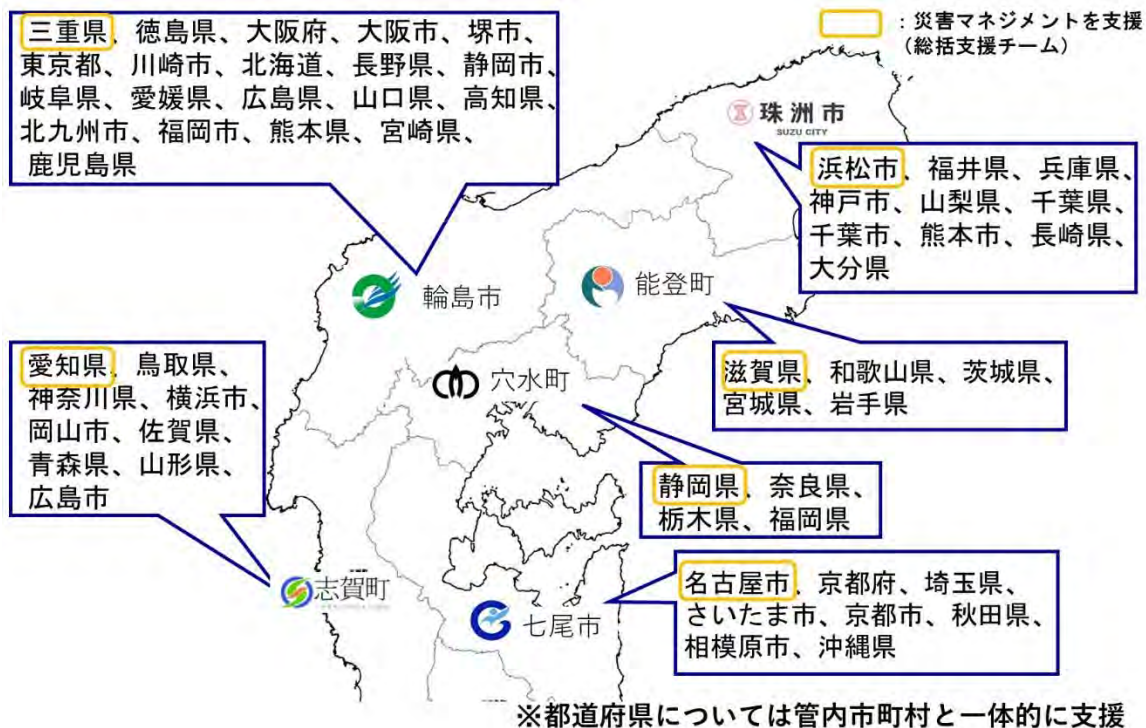 三重県、徳島県、大阪府、大阪市、堺市、
東京都、川崎市、北海道、長野県、静岡市、
岐阜県、愛媛県、広島県、山口県、高知県、
北九州市、福岡市、熊本県、宮崎県、
鹿児島県
：災害マネジメントを支援
（総括支援チーム）
珠洲市
SUZU CITY
浜松市、福井県、兵庫県、
神戸市、山梨県、千葉県、
千葉市、熊本市、長崎県、
大分県
輪島市
能登町
滋賀県、和歌山県、茨城県、
宮城県、岩手県
愛知県、鳥取県、
神奈川県、横浜市、
岡山市、佐賀県、
青森県、山形県、
広島市
穴水町
静岡県、奈良県、
栃木県、福岡県
志賀町
七尾市
名古屋市、京都府、埼玉県、
さいたま市、京都市、秋田県、
相模原市、沖縄県
※都道府県については管内市町村と一体的に支援